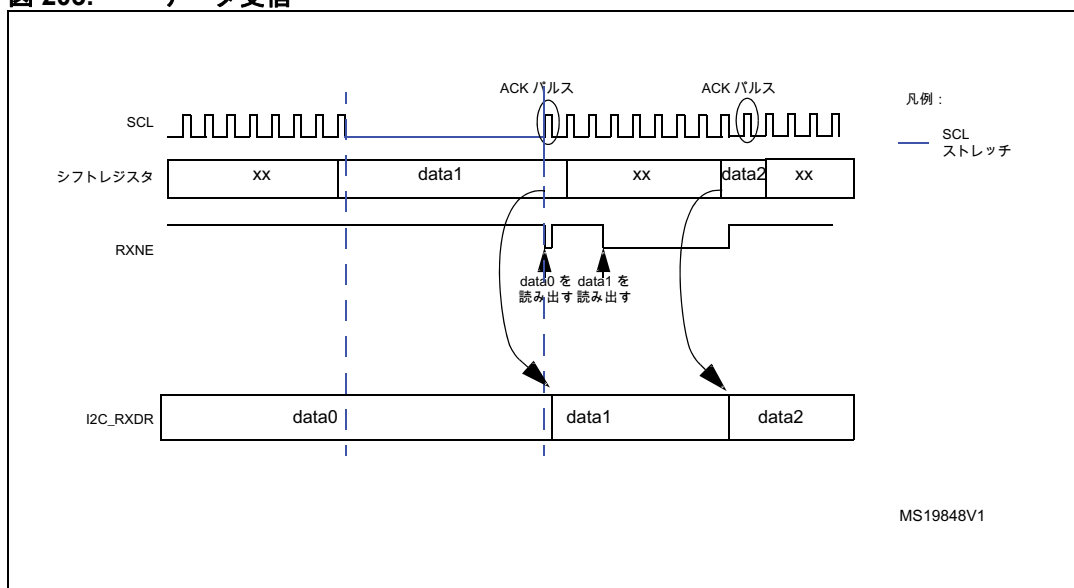 ACK パルス
ACK パルス
凡例 :
SCL
SCL
ストレッチ
シフトレジスタ
xx
data1
xx
data2
xx
RXNE
data0 を
読み出す
data1 を
読み出す
I2C_RXDR
data0
data1
data2
MS19848V1